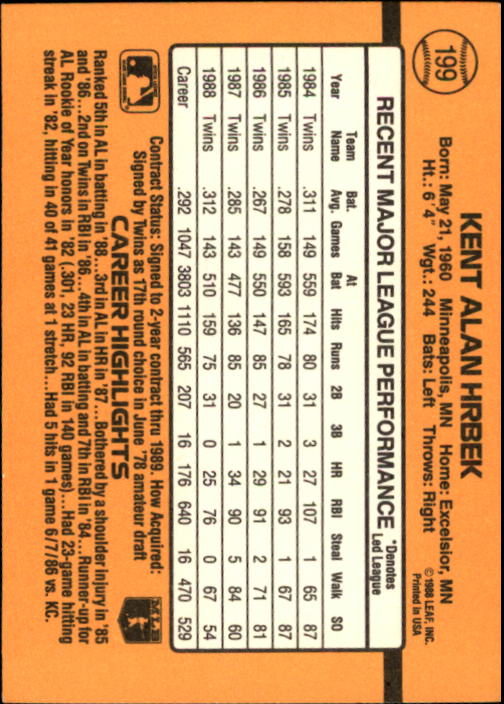 199
KENT ALAN HRBEK
Born: May 21, 1960 Minneapolis, MN Home: Excelsior, MN
Ht.: 6' 4" Wgt.: 244 Bats: Left Throws: Right
©1988 LEAF, INC.
Printed in USA
RECENT MAJOR LEAGUE PERFORMANCE
*Denotes
Led League
Year Team Name Bat. Avg. Games At Bat Hits Runs 2B 3B HR RBI Steal Walk SO
1984 Twins .311 149 559 174 80 31 3 27 107 1 65 87
1985 Twins .278 158 593 165 78 31 2 21 93 1 67 87
1986 Twins .267 149 550 147 85 27 1 29 91 2 71 81
1987 Twins .285 143 477 136 85 20 1 34 90 5 84 60
1988 Twins .312 143 510 159 75 31 0 25 76 0 67 54
Career .292 1047 3803 1110 565 207 16 176 640 16 470 529
Contract Status: Signed to 2-year contract thru 1989. How Acquired:
Signed by Twins as 17th round choice in June '78 amateur draft
MLB
CAREER HIGHLIGHTS
Ranked 5th in AL in batting in '88...3rd in AL in HR in '87...Bothered by a shoulder injury in '85
and '86...2nd on Twins in RBI in '86...4th in AL in batting and 7th in RBI in '84...Runner-up for
AL Rookie of Year honors in '82 (.301, 23 HR, 92 RBI in 140 games)...Had 23-game hitting
streak in '82, hitting in 40 of 41 games at 1 stretch...Had 5 hits in 1 game 6/7/86 vs. KC.